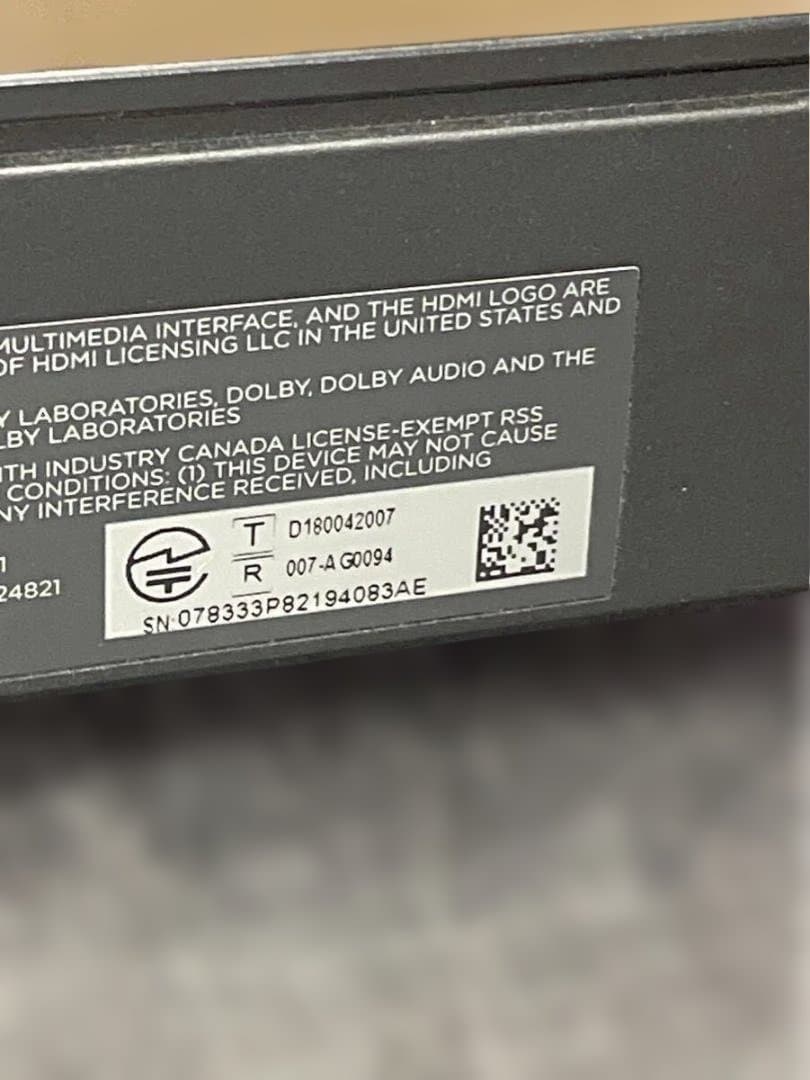 MULTIMEDIA INTERFACE, AND THE HDMI LOGO ARE
OF HDMI LICENSING LLC IN THE UNITED STATES AND
Y LABORATORIES, DOLBY, DOLBY AUDIO AND THE
LBY LABORATORIES
ITH INDUSTRY CANADA LICENSE-EXEMPT RSS
CONDITIONS: (1) THIS DEVICE MAY NOT CAUSE
NY INTERFERENCE RECEIVED, INCLUDING
1
24821
T D180042007
R 007-AG0094
SN:078333P82194083AE